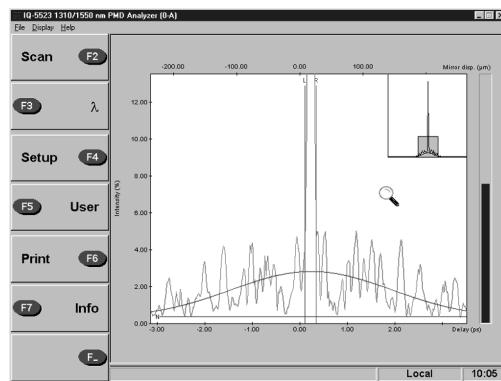 IQ-5523 1310/1550 nm PMD Analyzer (0-A)
File Display Help
Scan F2
F3 λ
Setup F4
F5 User
Print F6
F7 Info
F_
-200.00 -100.00 0.00 100.00 Mirror disp. (µm)
L R
Intensity (%)
12.00
10.00
8.00
6.00
4.00
2.00
0.00
-3.00 -2.00 -1.00 0.00 1.00 2.00 Delay (ps)
Local 10:05